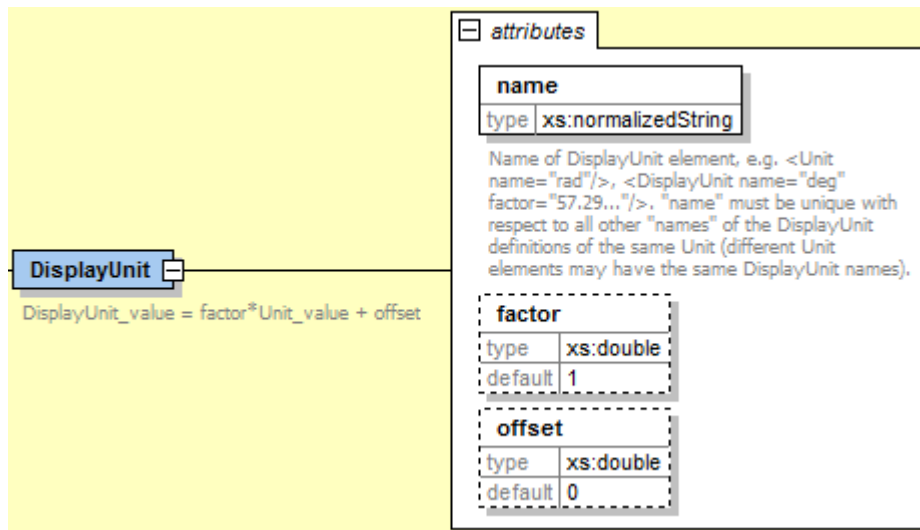 attributes
name
type xs:normalizedString
Name of DisplayUnit element, e.g. <Unit
name="rad"/>, <DisplayUnit name="deg"
factor="57.29..."/>. "name" must be unique with
respect to all other "names" of the DisplayUnit
definitions of the same Unit (different Unit
elements may have the same DisplayUnit names).
DisplayUnit
DisplayUnit_value = factor*Unit_value + offset
factor
type xs:double
default 1
offset
type xs:double
default 0